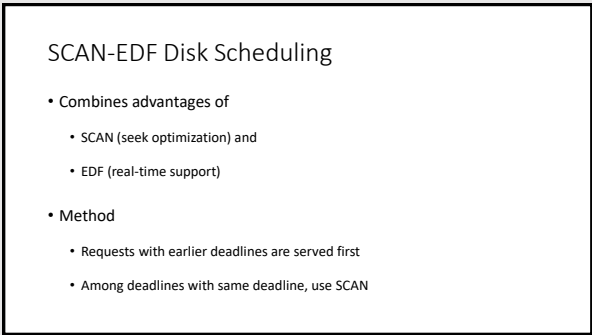 SCAN-EDF Disk Scheduling
• Combines advantages of
• SCAN (seek optimization) and
• EDF (real-time support)
• Method
• Requests with earlier deadlines are served first
• Among deadlines with same deadline, use SCAN